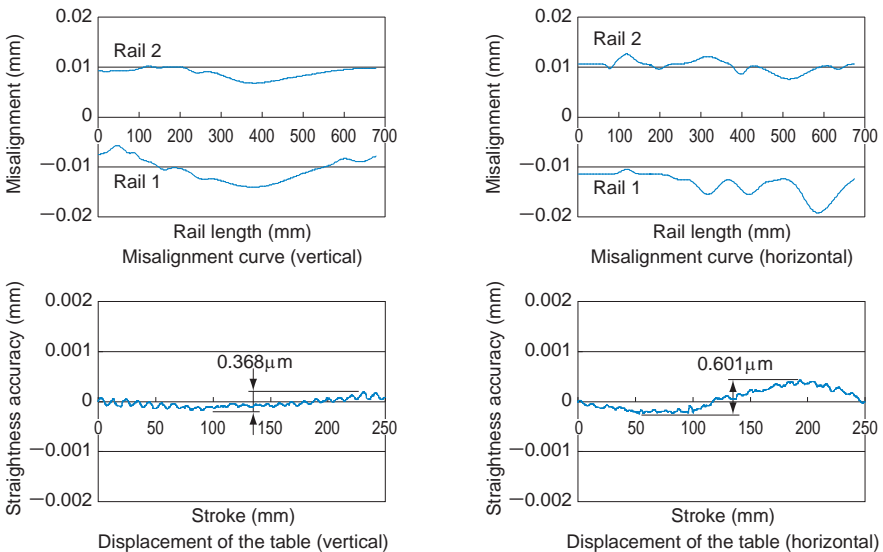 0.02
0.01
0
−0.01
−0.02
Misalignment (mm)
Rail 2
0 100 200 300 400 500 600 700
Rail 1
Rail length (mm)
Misalignment curve (vertical)
0.02
0.01
0
−0.01
−0.02
Misalignment (mm)
Rail 2
0 100 200 300 400 500 600 700
Rail 1
Rail length (mm)
Misalignment curve (horizontal)
0.002
0.001
0
−0.001
−0.002
Straightness accuracy (mm)
0.368μm
0 50 100 150 200 250
Stroke (mm)
Displacement of the table (vertical)
0.002
0.001
0
−0.001
−0.002
Straightness accuracy (mm)
0.601μm
0 50 100 150 200 250
Stroke (mm)
Displacement of the table (horizontal)